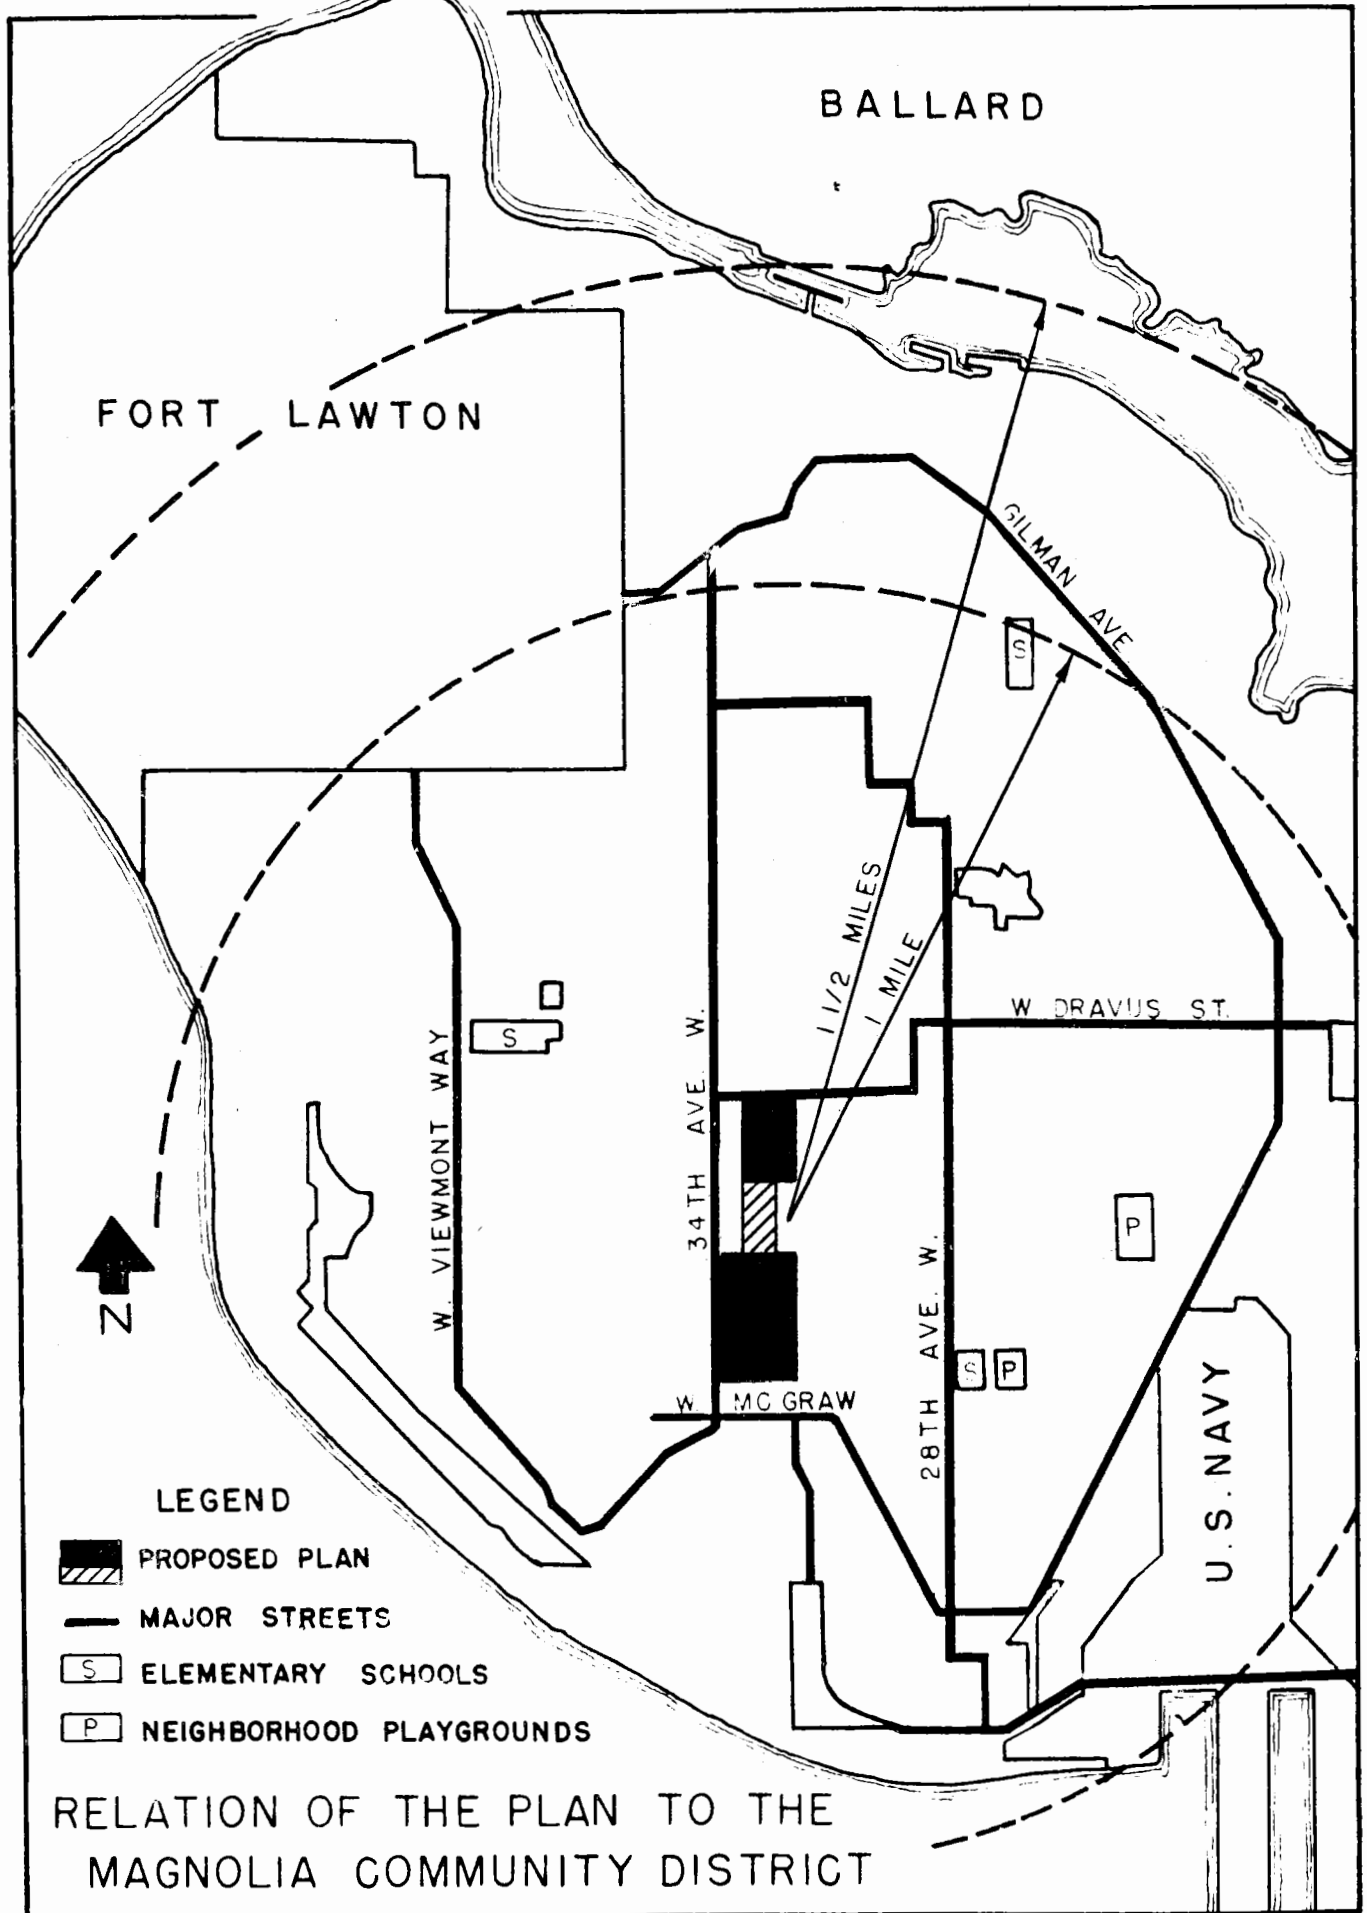 BALLARD
FORT LAWTON
GILMAN AVE
S
1 1/2 MILES
1 MILE
W DRAVUS ST.
S
W. VIEWMONT WAY
34TH AVE. W.
P
N
28TH AVE. W.
S
P
W. MC GRAW
U.S. NAVY
LEGEND
PROPOSED PLAN
MAJOR STREETS
S ELEMENTARY SCHOOLS
P NEIGHBORHOOD PLAYGROUNDS
RELATION OF THE PLAN TO THE
MAGNOLIA COMMUNITY DISTRICT